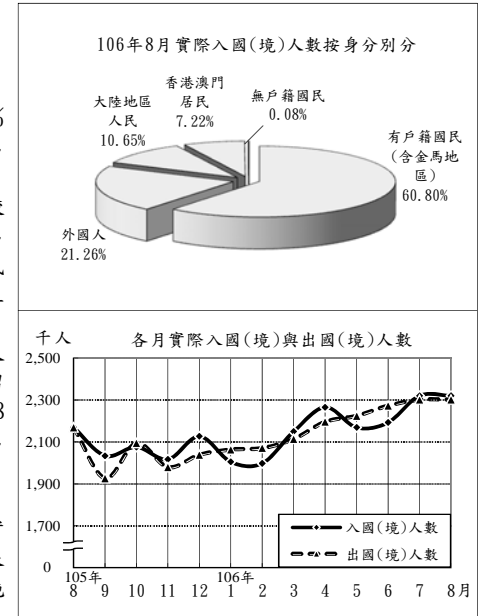 106年8月實際入國(境)人數按身分別分
香港澳門
居民
7.22%
無戶籍國民
0.08%
大陸地區
人民
10.65%
有戶籍國民
(含金馬地
區)
60.80%
外國人
21.26%
千人
各月實際入國(境)與出國(境)人數
2,500
2,300
2,100
1,900
1,700
0
入國(境)人數
出國(境)人數
105年 106年
8 9 10 11 12 1 2 3 4 5 6 7 8月